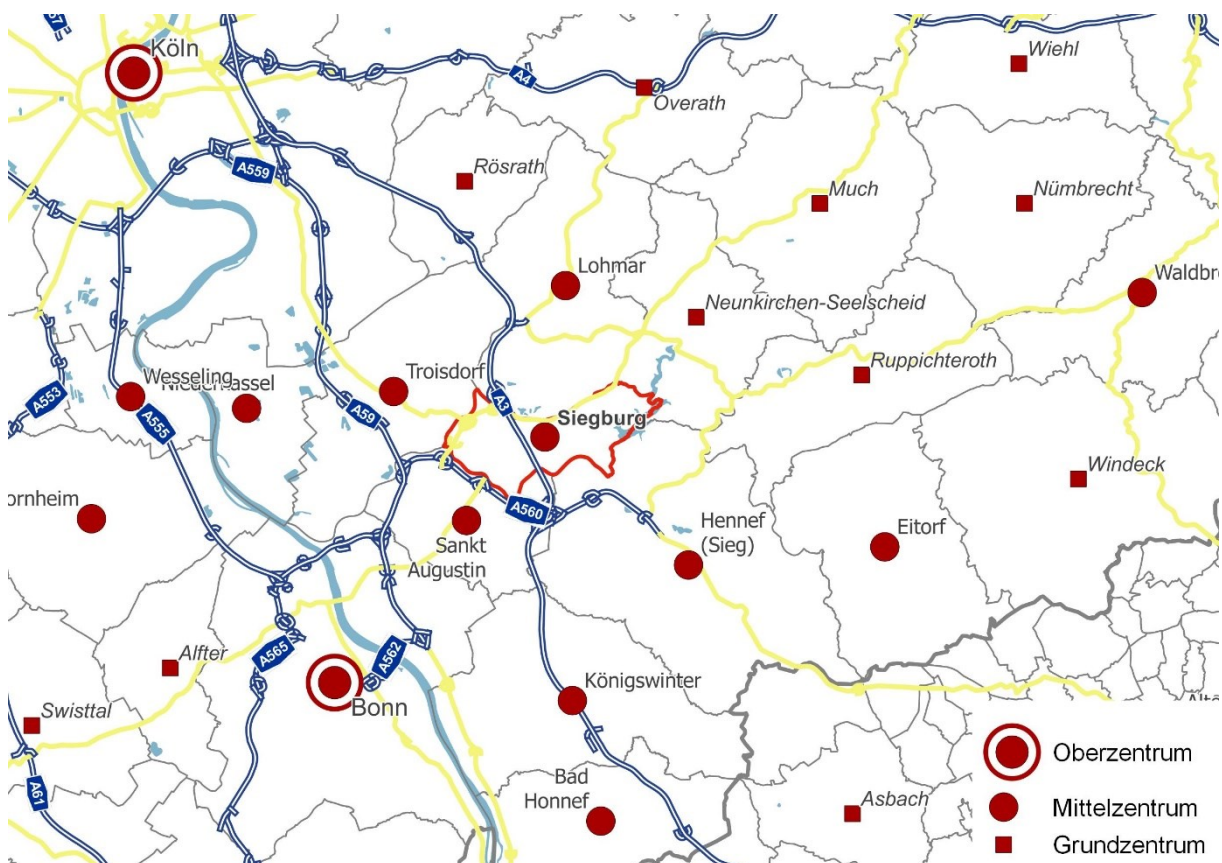 Köln
A4
Wiehl
Overath
A559
Rösrath
Much
Nümbrecht
Lohmar
Waldbr
Neunkirchen-Seelscheid
Troisdorf
Ruppichteroth
Wesseling
A553
A555
A59
A3
Siegburg
Windeck
ornheim
A560
Hennef
(Sieg)
Eitorf
Sankt
Augustin
Alfter
A565
A562
Königswinter
Bonn
Swisttal
Alt
Oberzentrum
A61
Bad
Honnef
Asbach
Mittelzentrum
Grundzentrum